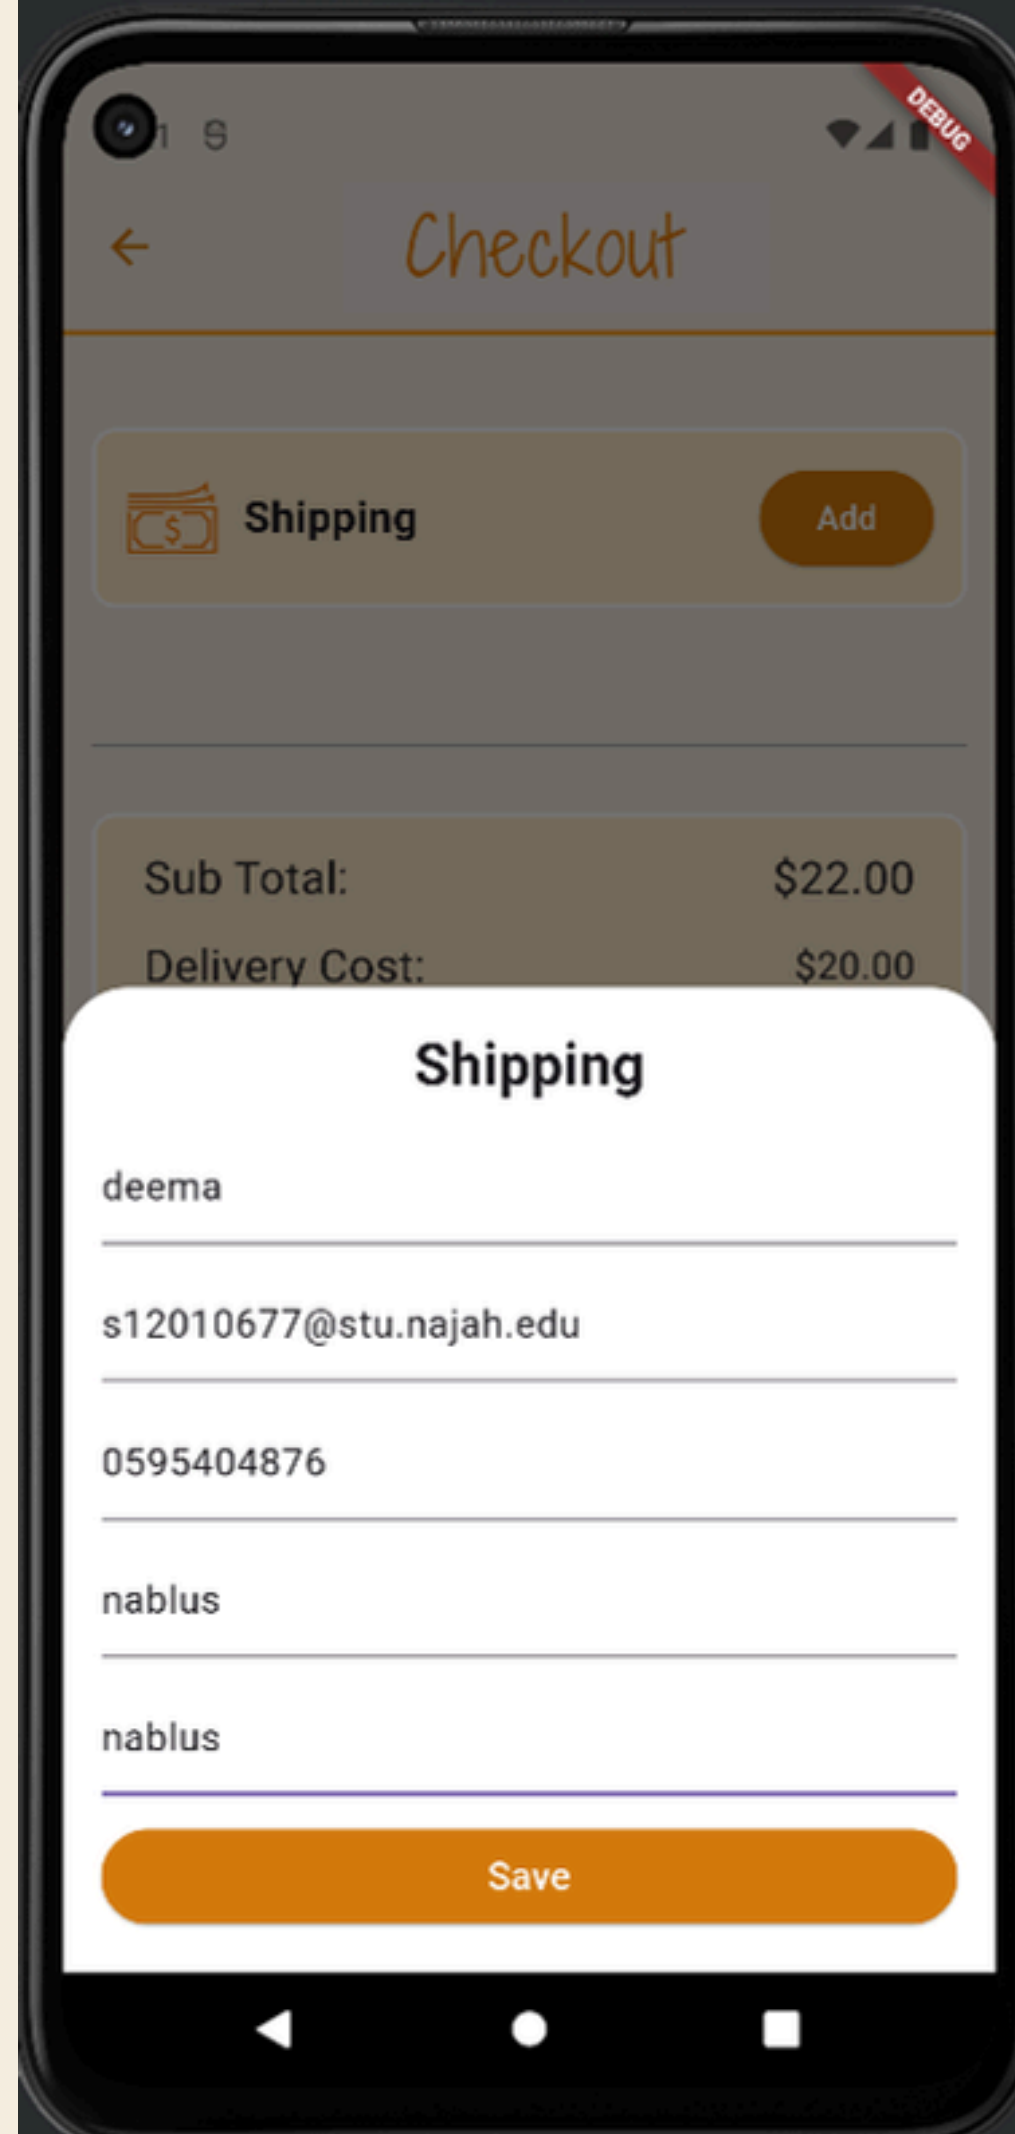 DEBUG
Checkout
$
Shipping
Add
Sub Total: $22.00
Delivery Cost: $20.00
Shipping
deema
s12010677@stu.najah.edu
0595404876
nablus
nablus
Save